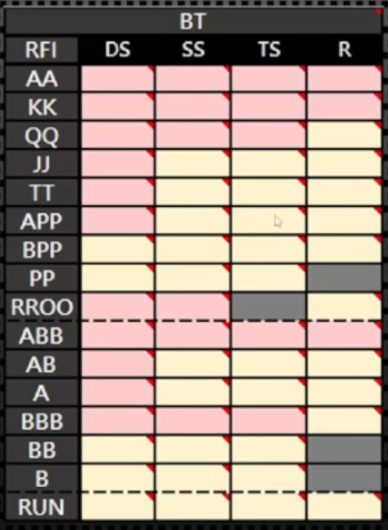 BT
RFI DS SS TS R
AA
KK
QQ
JJ
TT
APP
BPP
PP
RROO
ABB
AB
A
BBB
BB
B
RUN